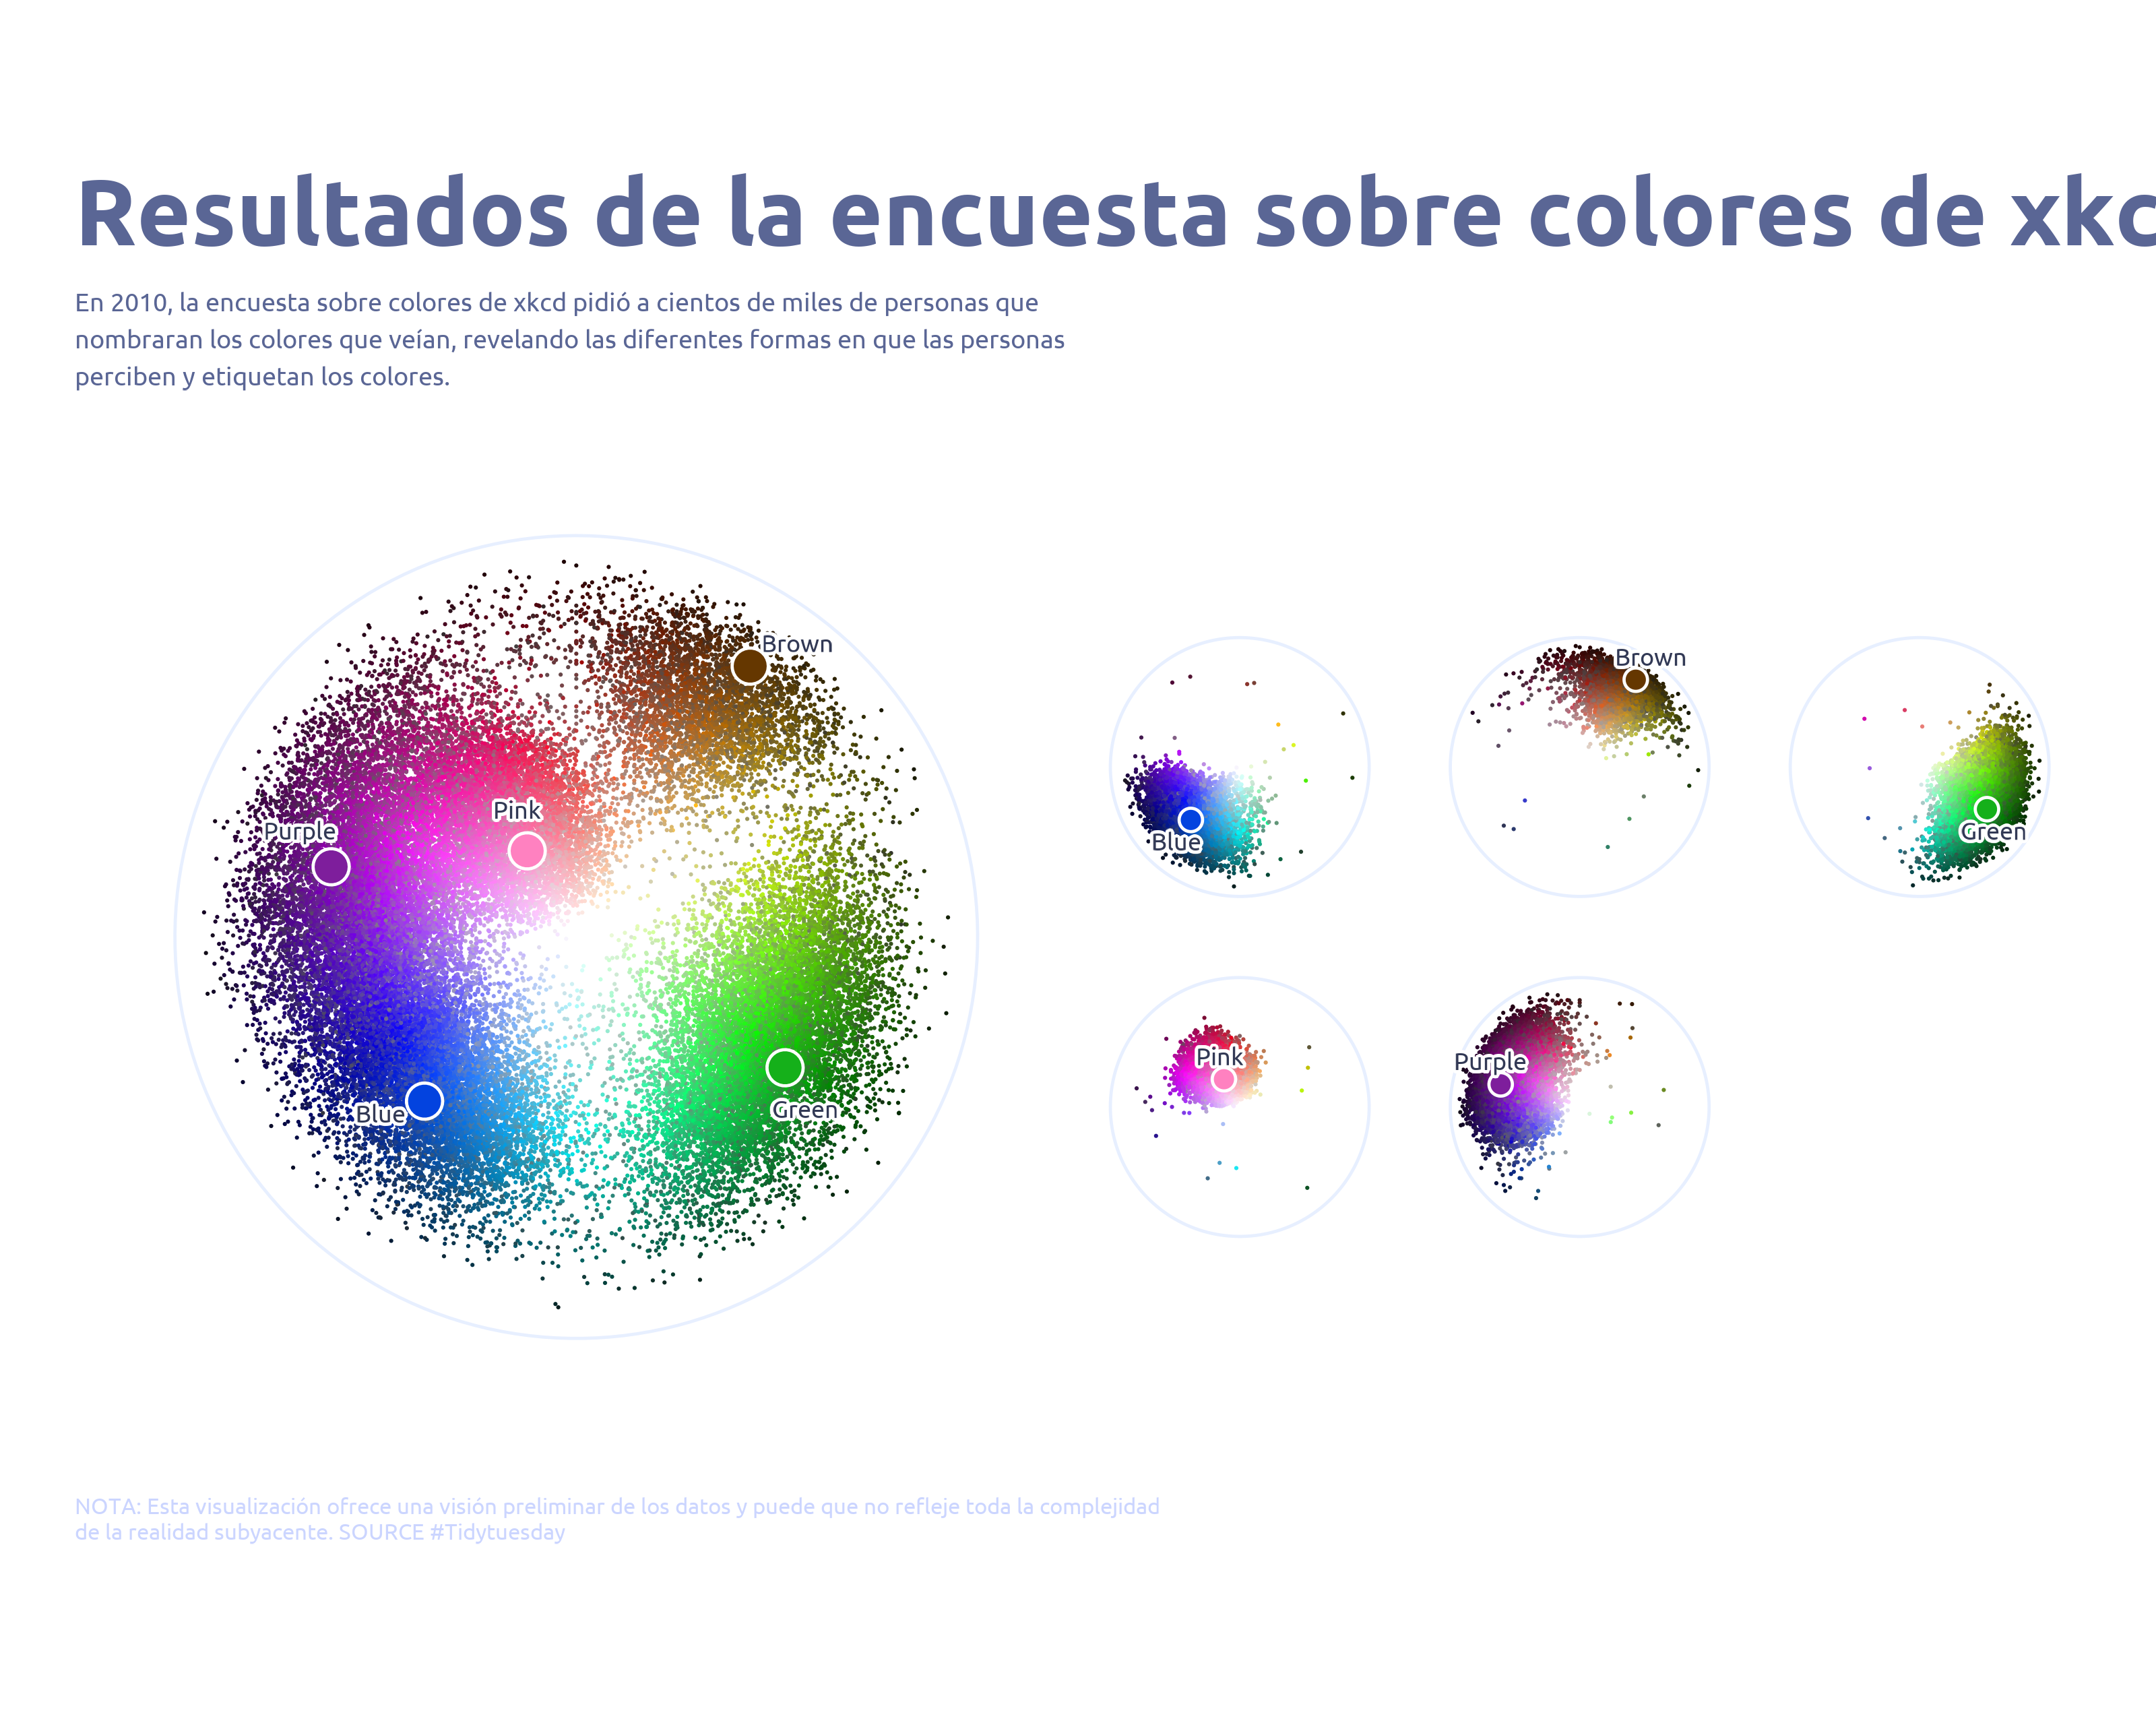 Resultados de la encuesta sobre colores de xkc
En 2010, la encuesta sobre colores de xkcd pidió a cientos de miles de personas que
nombraran los colores que veían, revelando las diferentes formas en que las personas
perciben y etiquetan los colores.
Brown
Pink
Purple
Blue
Green
Blue
Brown
Green
Pink
Purple
NOTA: Esta visualización ofrece una visión preliminar de los datos y puede que no refleje toda la complejidad
de la realidad subyacente. SOURCE #Tidytuesday